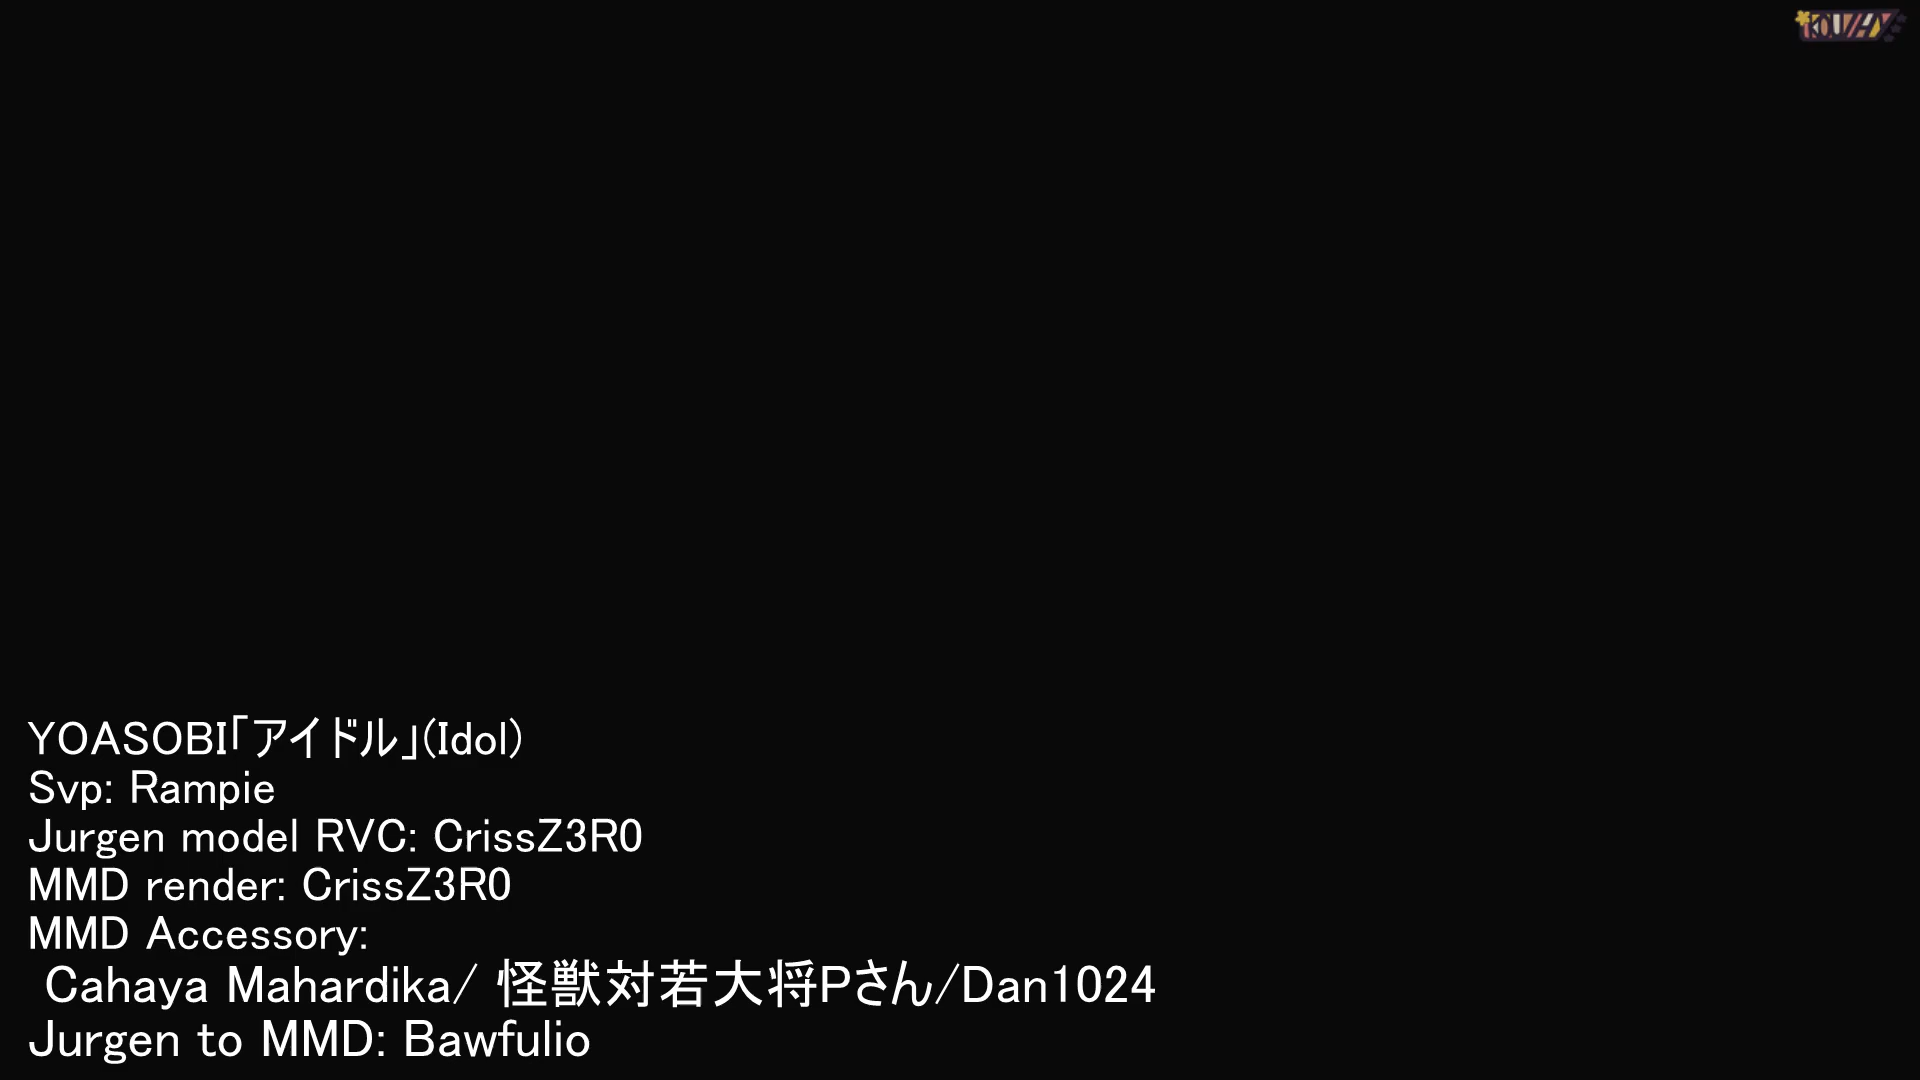 YOASOBI「アイドル」(Idol)
Svp: Rampie
Jurgen model RVC: CrissZ3R0
MMD render: CrissZ3R0
MMD Accessory:
Cahaya Mahardika/ 怪獣対若大将Pさん/Dan1024
Jurgen to MMD: Bawfulio